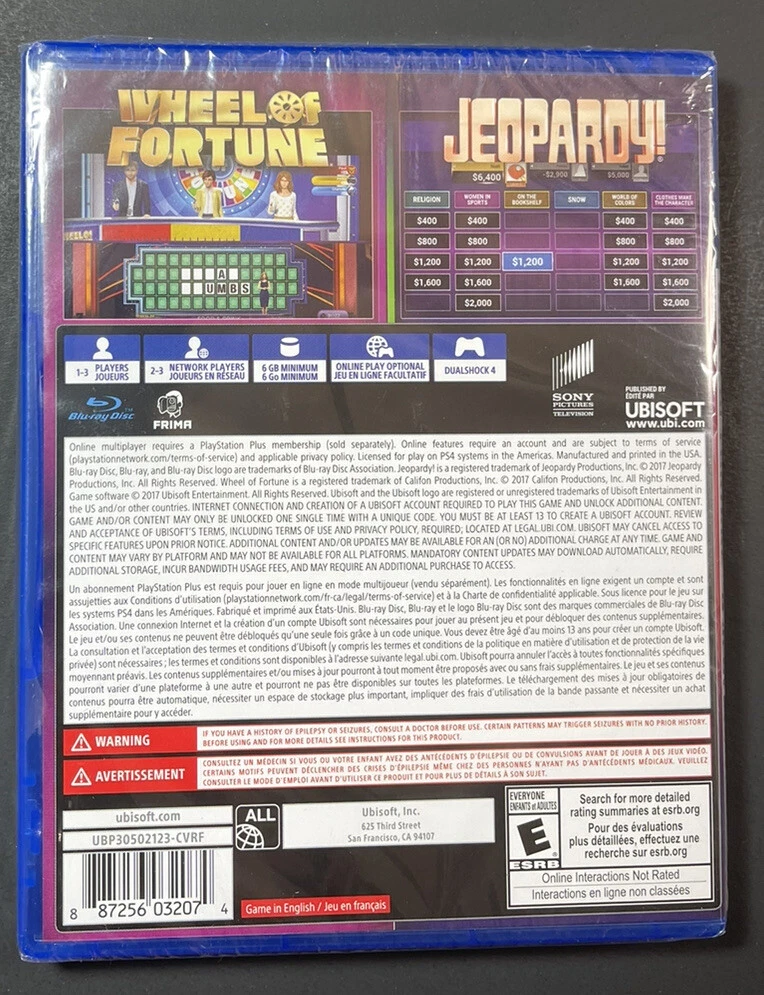 WHEEL OF
FORTUNE
WHEEL OF
A
UMBS
JEOPARDY!
$6,400
-$2,900
$5,000
RELIGION
WOMEN IN SPORTS
ON THE BOOKSHELF
SNOW
WORLD OF COLORS
CLOTHES MAKE THE CHARACTER
$400 $400 $400 $400
$800 $800 $800 $800
$1,200 $1,200 $1,200 $1,200 $1,200
$1,600 $1,600 $1,600 $1,600
$2,000 $2,000
1-3 PLAYERS JOUEURS
2-3 NETWORK PLAYERS JOUEURS EN RÉSEAU
6 GB MINIMUM
6 Go MINIMUM
ONLINE PLAY OPTIONAL
JEU EN LIGNE FACULTATIF
DUALSHOCK 4
Blu-ray Disc
FRIMA
SONY
PICTURES
TELEVISION
PUBLISHED BY
ÉDITÉ PAR
UBISOFT
www.ubi.com
Online multiplayer requires a PlayStation Plus membership (sold separately). Online features require an account and are subject to terms of service
(playstationnetwork.com/terms-of-service) and applicable privacy policy. Licensed for play on PS4 systems in the Americas. Manufactured and printed in the USA.
Blu-ray Disc, Blu-ray, and Blu-ray Disc logo are trademarks of Blu-ray Disc Association. Jeopardy! is a registered trademark of Jeopardy Productions, Inc. © 2017 Jeopardy
Productions, Inc. All Rights Reserved. Wheel of Fortune is a registered trademark of Califon Productions, Inc. © 2017 Califon Productions, Inc. All Rights Reserved.
Game software © 2017 Ubisoft Entertainment. All Rights Reserved. Ubisoft and the Ubisoft logo are registered or unregistered trademarks of Ubisoft Entertainment in
the US and/or other countries. INTERNET CONNECTION AND CREATION OF A UBISOFT ACCOUNT REQUIRED TO PLAY THIS GAME AND UNLOCK ADDITIONAL CONTENT.
GAME AND/OR CONTENT MAY ONLY BE UNLOCKED ONE SINGLE TIME WITH A UNIQUE CODE. YOU MUST BE AT LEAST 13 TO CREATE A UBISOFT ACCOUNT. REVIEW
AND ACCEPTANCE OF UBISOFT'S TERMS, INCLUDING TERMS OF USE AND PRIVACY POLICY, REQUIRED; LOCATED AT LEGAL.UBI.COM. UBISOFT MAY CANCEL ACCESS TO
SPECIFIC FEATURES UPON PRIOR NOTICE. ADDITIONAL CONTENT AND/OR UPDATES MAY BE AVAILABLE FOR AN (OR NO) ADDITIONAL CHARGE AT ANY TIME. GAME AND
CONTENT MAY VARY BY PLATFORM AND MAY NOT BE AVAILABLE FOR ALL PLATFORMS. MANDATORY CONTENT UPDATES MAY DOWNLOAD AUTOMATICALLY, REQUIRE
ADDITIONAL STORAGE, INCUR BANDWIDTH USAGE FEES, AND MAY REQUIRE AN ADDITIONAL PURCHASE TO ACCESS.
Un abonnement PlayStation Plus est requis pour jouer en ligne en mode multijoueur (vendu séparément). Les fonctionnalités en ligne exigent un compte et sont
assujetties aux Conditions d'utilisation (playstationnetwork.com/fr-ca/legal/terms-of-service) et à la Charte de confidentialité applicable. Sous licence pour le jeu sur
les systèmes PS4 dans les Amériques. Fabriqué et imprimé aux États-Unis. Blu-ray Disc, Blu-ray et le logo Blu-ray Disc sont des marques commerciales de Blu-ray Disc
Association. Une connexion Internet et la création d'un compte Ubisoft sont nécessaires pour jouer au présent jeu et pour débloquer des contenus supplémentaires.
Le jeu et/ou ses contenus ne peuvent être débloqués qu'une seule fois grâce à un code unique. Vous devez être âgé d'au moins 13 ans pour créer un compte Ubisoft.
La consultation et l'acceptation des termes et conditions d'Ubisoft (y compris les termes et conditions de la politique en matière d'utilisation et de protection de la vie
privée) sont nécessaires ; les termes et conditions sont disponibles à l'adresse suivante legal.ubi.com. Ubisoft pourra annuler l'accès à toutes fonctionnalités spécifiques
moyennant préavis. Les contenus supplémentaires et/ou mises à jour pourront à tout moment être proposés avec ou sans frais supplémentaires. Le jeu et ses contenus
pourront varier d'une plateforme à une autre et pourront ne pas être disponibles sur toutes les plateformes. Le téléchargement des mises à jour obligatoires de
contenus pourra être automatique, nécessiter un espace de stockage plus important, impliquer des frais d'utilisation de la bande passante et nécessiter un achat
supplémentaire pour y accéder.
WARNING
IF YOU HAVE A HISTORY OF EPILEPSY OR SEIZURES, CONSULT A DOCTOR BEFORE USE. CERTAIN PATTERNS MAY TRIGGER SEIZURES WITH NO PRIOR HISTORY.
BEFORE USING AND FOR MORE DETAILS SEE INSTRUCTIONS FOR THIS PRODUCT.
AVERTISSEMENT
CONSULTEZ UN MÉDECIN SI VOUS OU VOTRE ENFANT AVEZ DES ANTÉCÉDENTS D'ÉPILEPSIE OU DE CONVULSIONS AVANT DE JOUER À DES JEUX VIDÉO.
CERTAINS MOTIFS PEUVENT DÉCLENCHER DES CRISES D'ÉPILEPSIE MÊME CHEZ DES PERSONNES N'AYANT PAS D'ANTÉCÉDENTS MÉDICAUX. VEUILLEZ
CONSULTER LE MODE D'EMPLOI AVANT D'UTILISER CE PRODUIT ET POUR PLUS DE DÉTAILS À SON SUJET.
ubisoft.com
UBP30502123-CVRF
8 87256 03207 4
ALL
Ubisoft, Inc.
625 Third Street
San Francisco, CA 94107
Game in English / Jeu en français
EVERYONE
ENFANTS et ADULTES
E
ESRB
Search for more detailed
rating summaries at esrb.org
Pour des évaluations
plus détaillées, effectuez une
recherche sur esrb.org
Online Interactions Not Rated
Interactions en ligne non classées